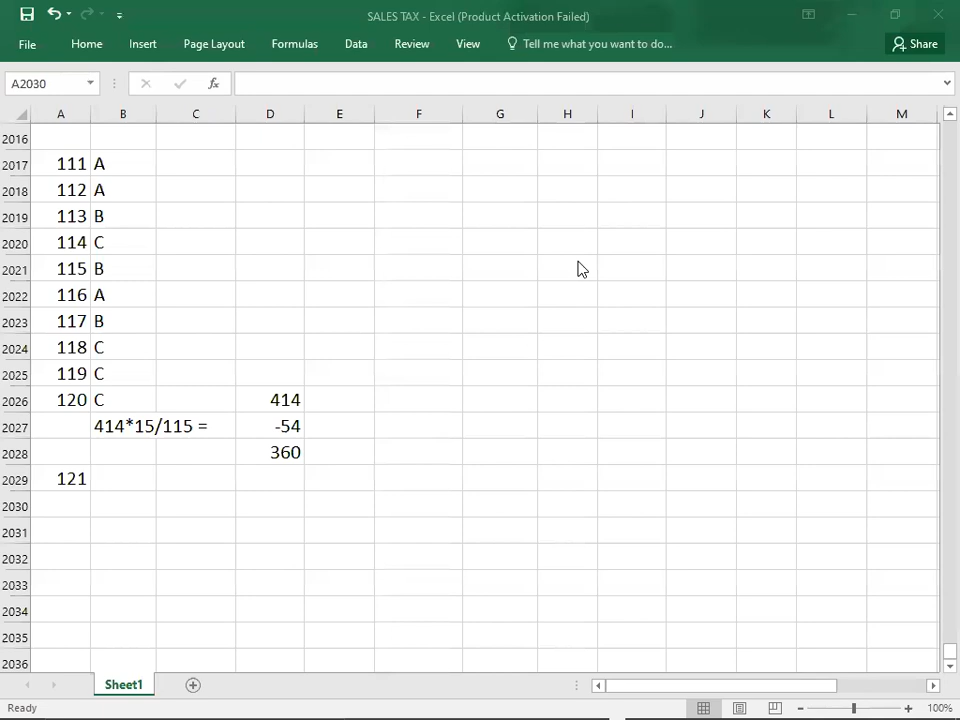 SALES TAX - Excel (Product Activation Failed)
File Home Insert Page Layout Formulas Data Review View Tell me what you want to do... Share
A2030 fx
A B C D E F G H I J K L M
2016
2017 111 A
2018 112 A
2019 113 B
2020 114 C
2021 115 B
2022 116 A
2023 117 B
2024 118 C
2025 119 C
2026 120 C 414
2027 414*15/115 = -54
2028 360
2029 121
2030
2031
2032
2033
2034
2035
2036
Sheet1
Ready 100%